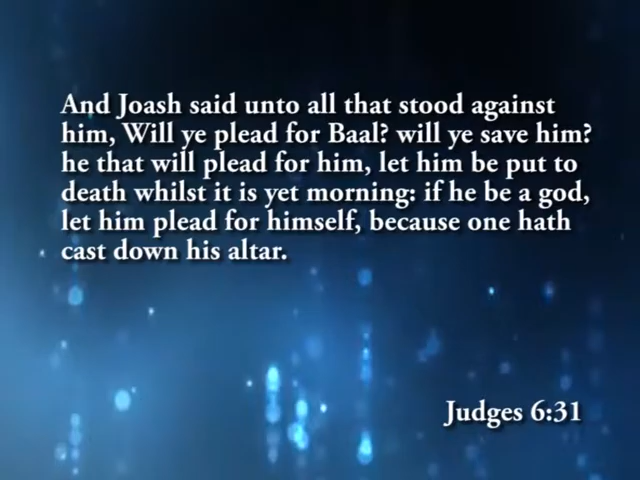 And Joash said unto all that stood against
him, Will ye plead for Baal? will ye save him?
he that will plead for him, let him be put to
death whilst it is yet morning: if he be a god,
let him plead for himself, because one hath
cast down his altar.
Judges 6:31